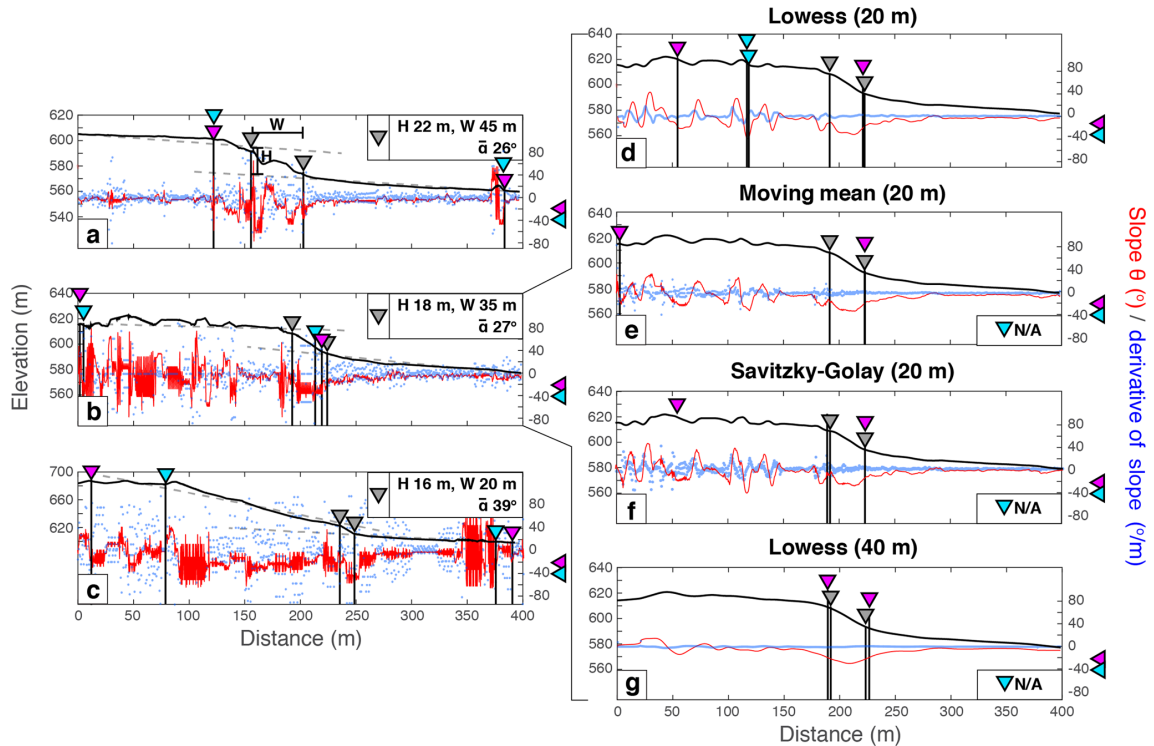 Elevation (m)
620
600
580
560
540
W
H
H 22 m, W 45 m
α̅ 26°
80
40
0
-40
-80
a
640
620
600
580
560
H 18 m, W 35 m
α̅ 27°
80
40
0
-40
-80
b
700
660
620
H 16 m, W 20 m
α̅ 39°
80
40
0
-40
-80
c
0 50 100 150 200 250 300 350 400
Distance (m)
Lowess (20 m)
640
620
600
580
560
80
40
0
-40
-80
d
Moving mean (20 m)
640
620
600
580
560
80
40
0
-40
-80
e
N/A
Savitzky-Golay (20 m)
640
620
600
580
560
80
40
0
-40
-80
f
N/A
Lowess (40 m)
640
620
600
580
560
80
40
0
-40
-80
g
N/A
0 50 100 150 200 250 300 350 400
Distance (m)
Slope θ (°) / derivative of slope (°/m)